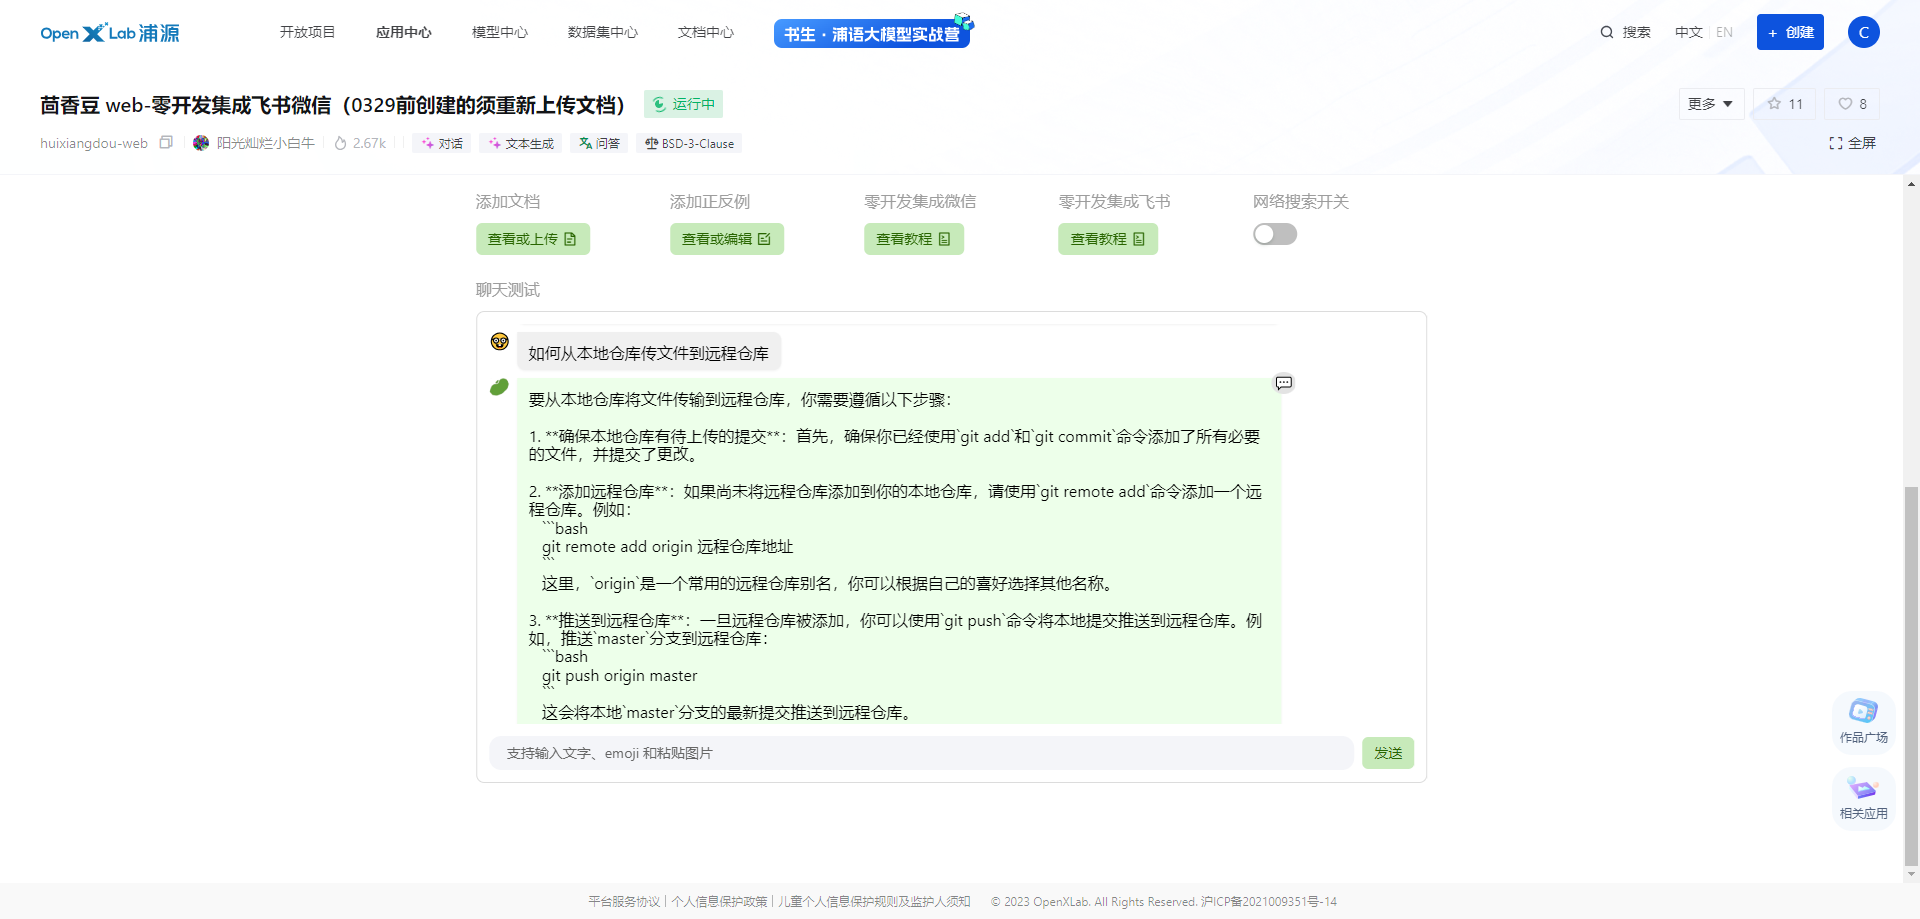 Open X Lab 浦源
开放项目 应用中心 模型中心 数据集中心 文档中心 书生·浦语大模型实战营 搜索 中文 | EN + 创建 C
茴香豆 web-零开发集成飞书微信（0329前创建的须重新上传文档） 运行中 更多 11 8
huixiangdou-web 阳光灿烂小白牛 2.67k 对话 文本生成 问答 BSD-3-Clause 全屏
添加文档 添加正反例 零开发集成微信 零开发集成飞书 网络搜索开关
查看或上传 查看或编辑 查看教程 查看教程
聊天测试
如何从本地仓库传文件到远程仓库
要从本地仓库将文件传输到远程仓库，你需要遵循以下步骤：
1. **确保本地仓库有待上传的提交**：首先，确保你已经使用`git add`和`git commit`命令添加了所有必要
的文件，并提交了更改。
2. **添加远程仓库**：如果尚未将远程仓库添加到你的本地仓库，请使用`git remote add`命令添加一个远
程仓库。例如：
```bash
git remote add origin 远程仓库地址
```
这里，`origin`是一个常用的远程仓库别名，你可以根据自己的喜好选择其他名称。
3. **推送到远程仓库**：一旦远程仓库被添加，你可以使用`git push`命令将本地提交推送到远程仓库。例
如，推送`master`分支到远程仓库：
```bash
git push origin master
```
这会将本地`master`分支的最新提交推送到远程仓库。
支持输入文字、emoji 和粘贴图片 发送
作品广场
相关应用
平台服务协议 | 个人信息保护政策 | 儿童个人信息保护规则及监护人须知 © 2023 OpenXLab. All Rights Reserved. 沪ICP备2021009351号-14